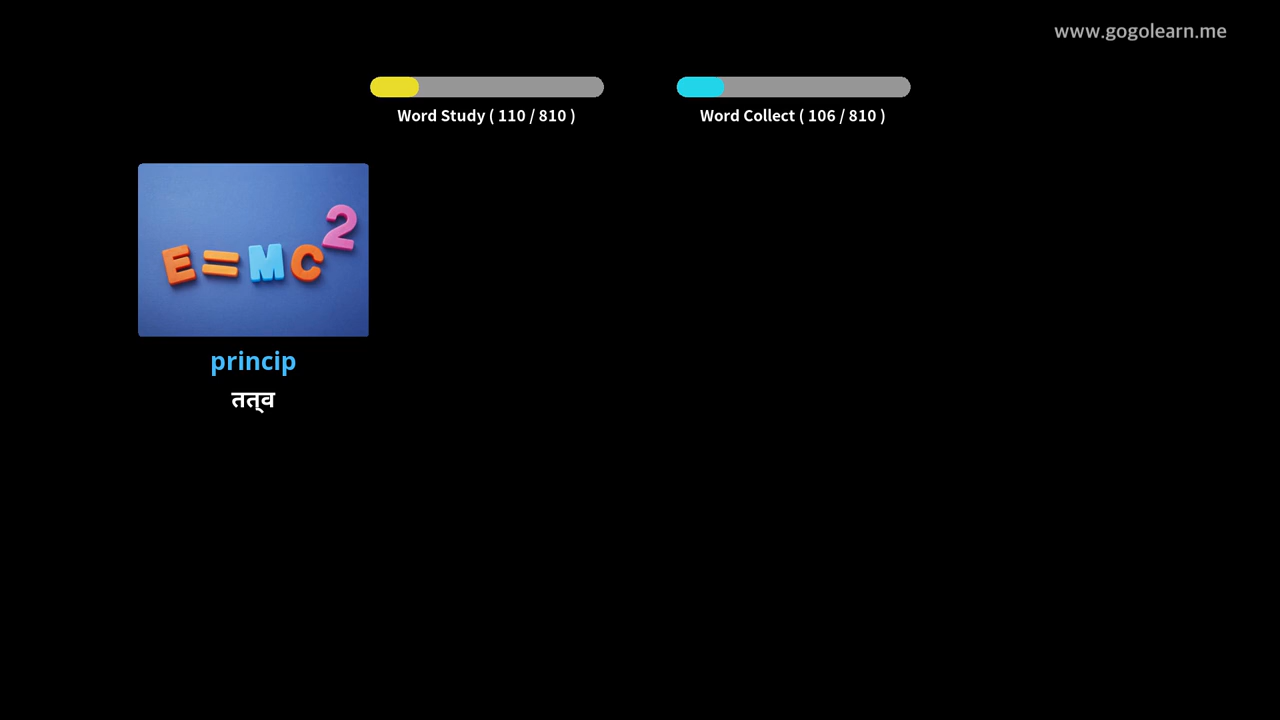 www.gogolearn.me
Word Study ( 110 / 810 )
Word Collect ( 106 / 810 )
E=MC²
princip
तत्व